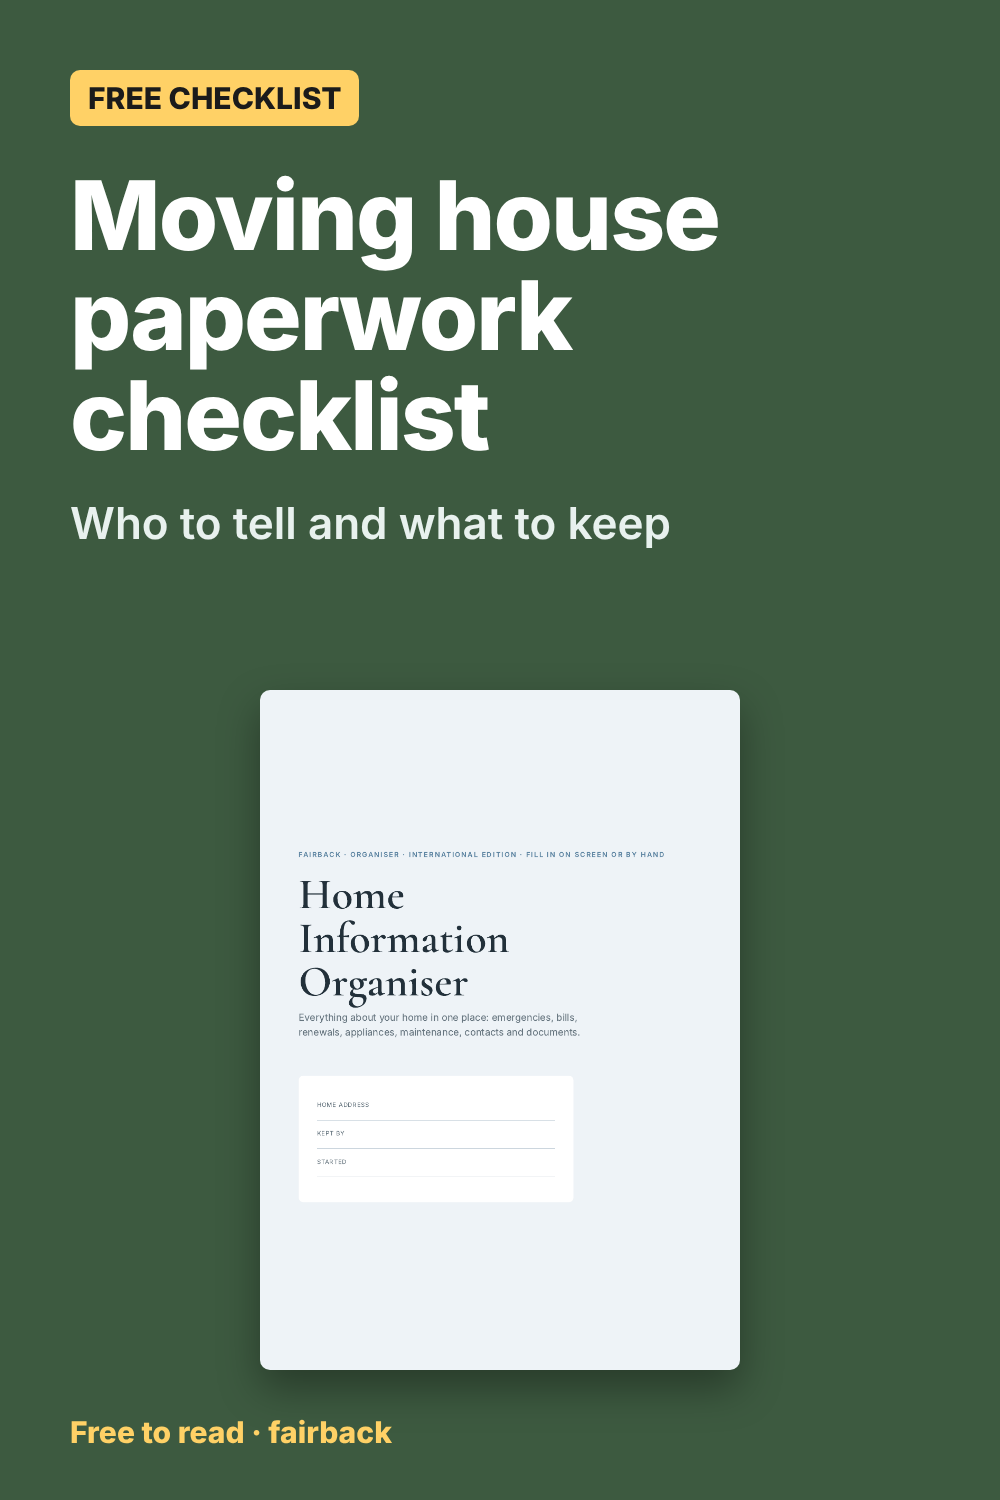 FREE CHECKLIST
Moving house
paperwork
checklist
Who to tell and what to keep
FAIRBACK · ORGANISER · INTERNATIONAL EDITION · FILL IN ON SCREEN OR BY HAND
Home
Information
Organiser
Everything about your home in one place: emergencies, bills,
renewals, appliances, maintenance, contacts and documents.
HOME ADDRESS
KEPT BY
STARTED
Free to read · fairback